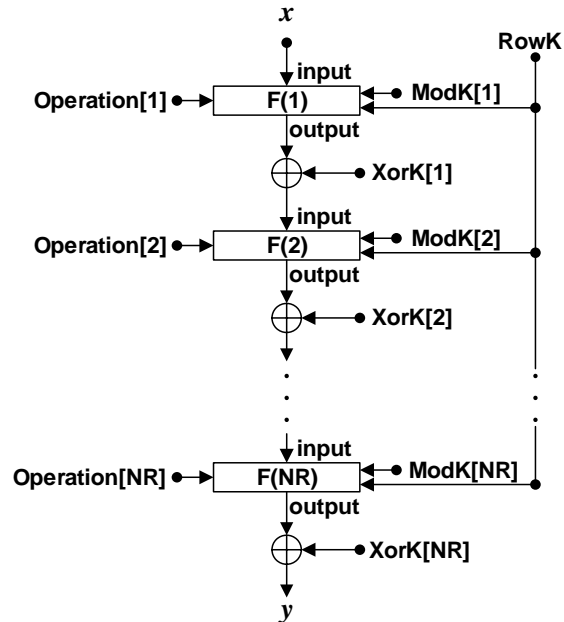 x
RowK
input
Operation[1]
F(1)
ModK[1]
output
XorK[1]
input
Operation[2]
F(2)
ModK[2]
output
XorK[2]
input
Operation[NR]
F(NR)
ModK[NR]
output
XorK[NR]
y